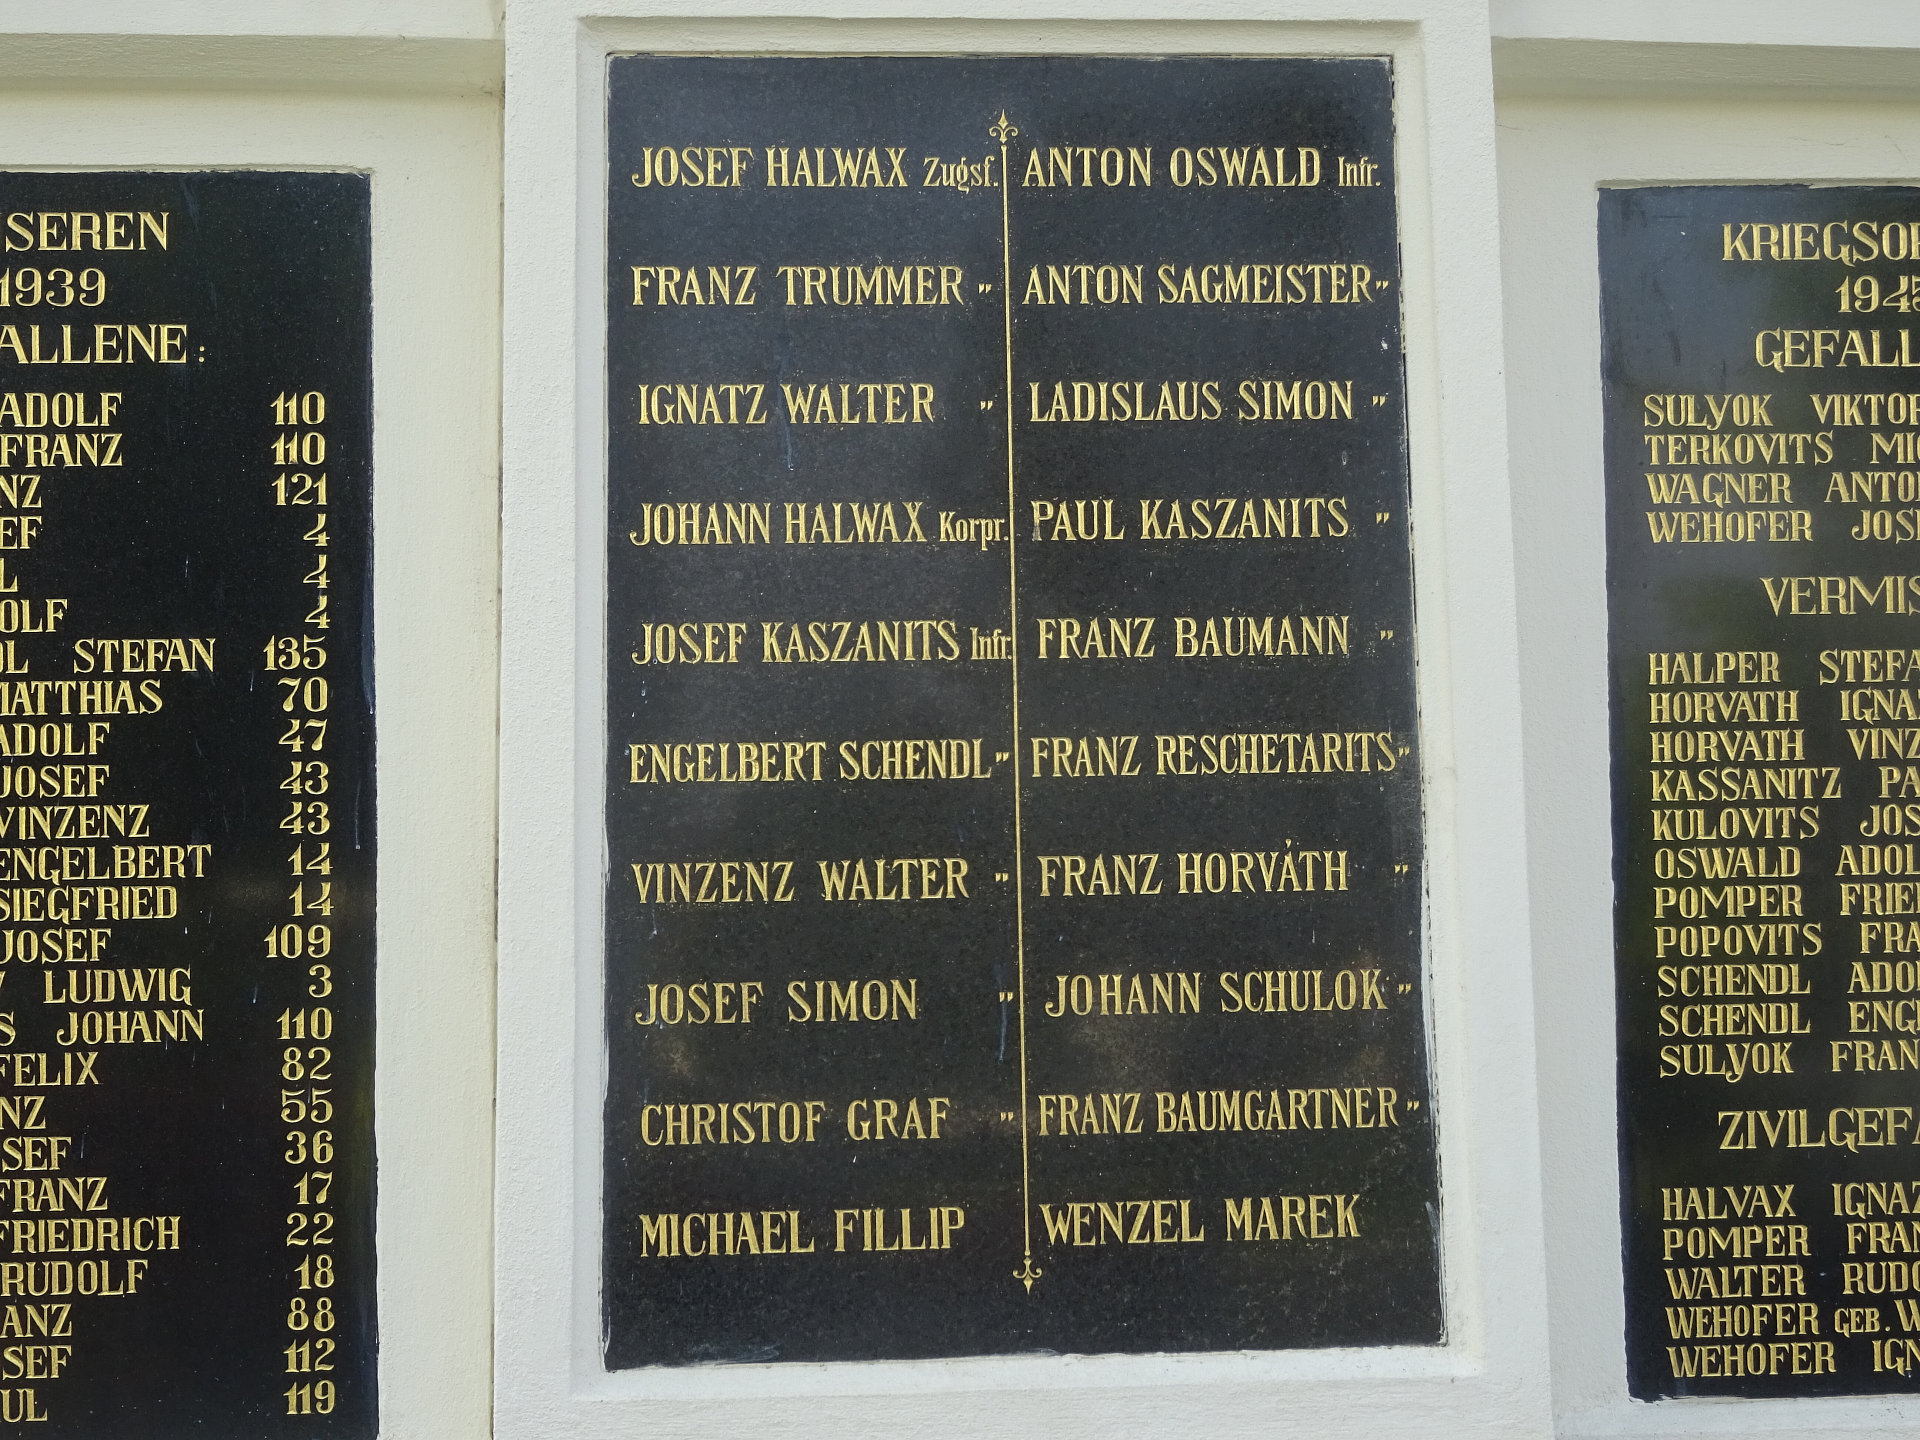 1939
ADOLF 110
FRANZ 110
121
4
4
4
STEFAN 135
MATTHIAS 70
ADOLF 47
JOSEF 43
VINZENZ 43
ENGELBERT 14
SIEGFRIED 14
JOSEF 109
LUDWIG 3
JOHANN 110
FELIX 82
55
36
FRANZ 17
FRIEDRICH 22
RUDOLF 18
88
112
119
JOSEF HALWAX Zugsf.
FRANZ TRUMMER "
IGNATZ WALTER "
JOHANN HALWAX Korpr.
JOSEF KASZANITS Infr.
ENGELBERT SCHENDL "
VINZENZ WALTER "
JOSEF SIMON "
CHRISTOF GRAF "
MICHAEL FILLIP
ANTON OSWALD Infr.
ANTON SAGMEISTER "
LADISLAUS SIMON "
PAUL KASZANITS "
FRANZ BAUMANN "
FRANZ RESCHETARITS "
FRANZ HORVÁTH "
JOHANN SCHULOK "
FRANZ BAUMGARTNER "
WENZEL MAREK
SULYOK VIKTOR
TERKOVITS
WAGNER ANTON
WEHOFER
HALPER
HORVATH
HORVATH
KASSANITZ
KULOVITS
OSWALD
POMPER
POPOVITS
SCHENDL
SCHENDL
SULYOK
HALVAX IGNAZ
POMPER
WALTER
WEHOFER GEB.
WEHOFER